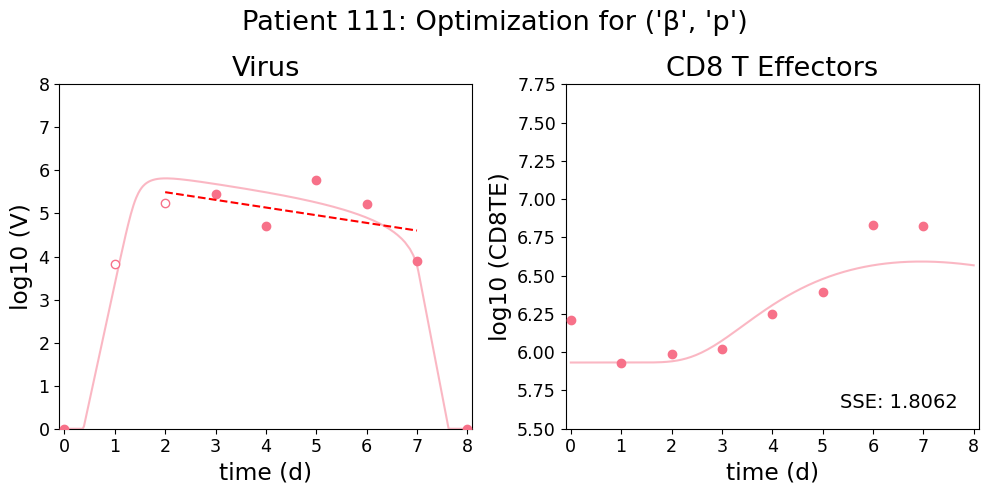 Patient 111: Optimization for ('β', 'p')
Virus
8
7
6
5
4
3
2
1
0
log10 (V)
0 1 2 3 4 5 6 7 8
time (d)
CD8 T Effectors
7.75
7.50
7.25
7.00
6.75
6.50
6.25
6.00
5.75
5.50
log10 (CD8TE)
SSE: 1.8062
0 1 2 3 4 5 6 7 8
time (d)